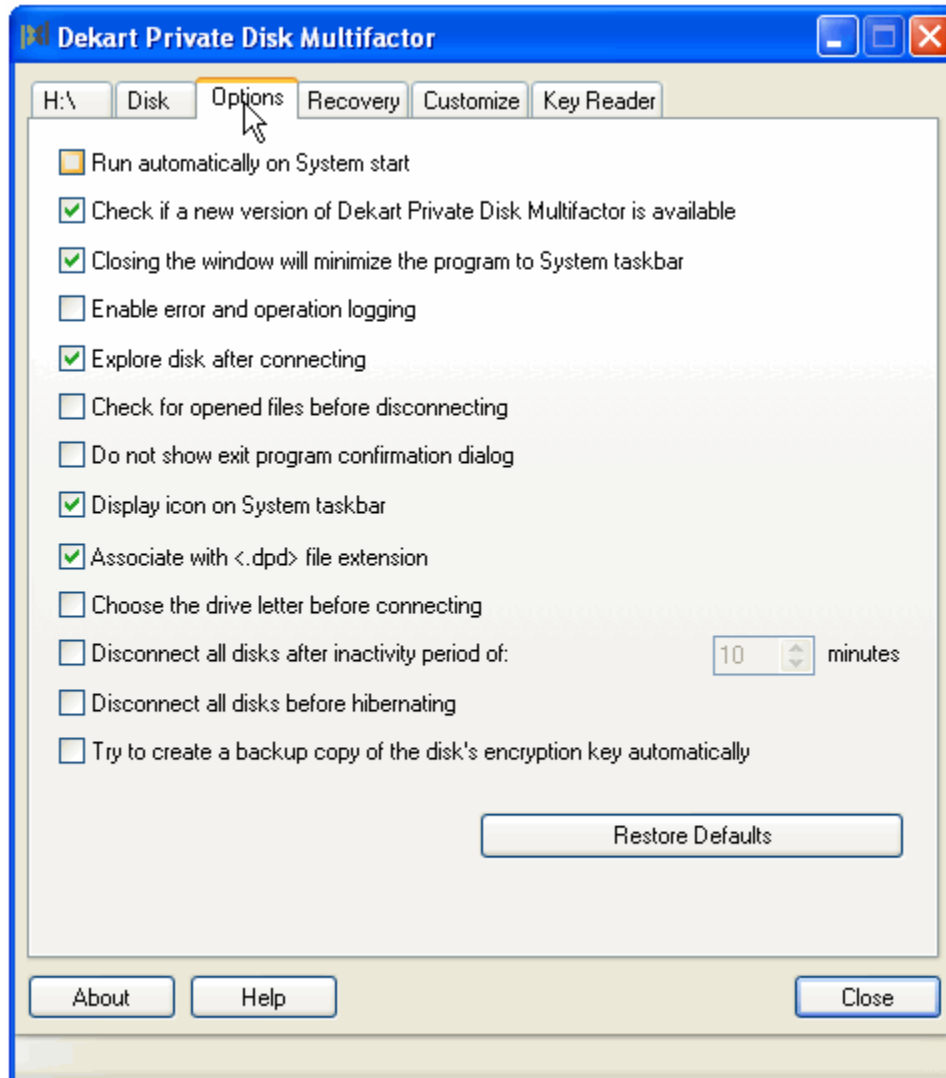 Dekart Private Disk Multifactor
H:\ Disk Options Recovery Customize Key Reader
Run automatically on System start
Check if a new version of Dekart Private Disk Multifactor is available
Closing the window will minimize the program to System taskbar
Enable error and operation logging
Explore disk after connecting
Check for opened files before disconnecting
Do not show exit program confirmation dialog
Display icon on System taskbar
Associate with <.dpd> file extension
Choose the drive letter before connecting
Disconnect all disks after inactivity period of: 10 minutes
Disconnect all disks before hibernating
Try to create a backup copy of the disk's encryption key automatically
Restore Defaults
About Help Close